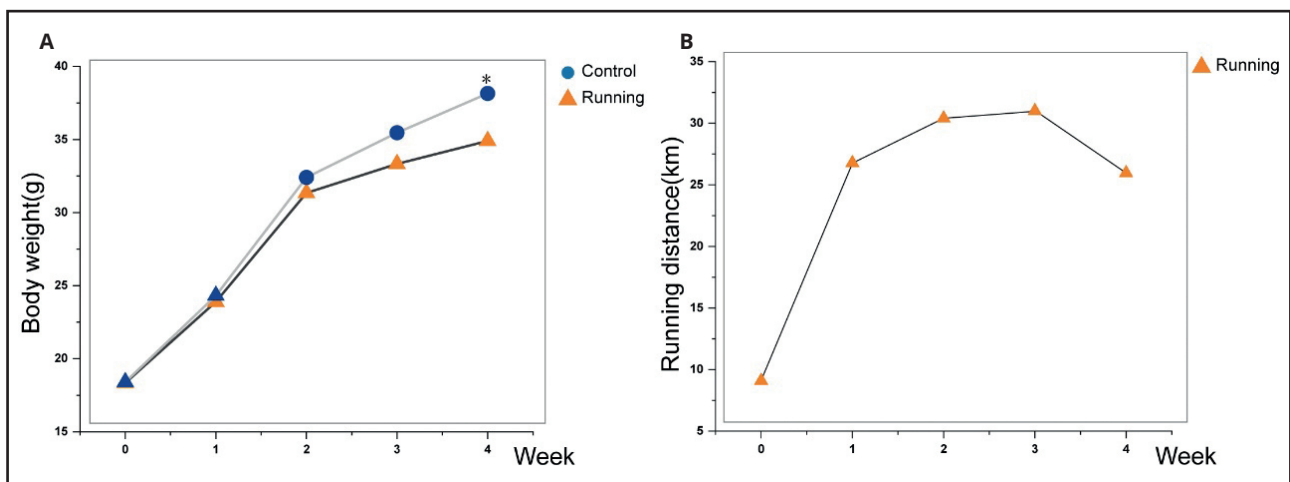 A
Body weight(g)
40
35
30
25
20
15
*
Control
Running
0 1 2 3 4 Week
B
Running distance(km)
35
30
25
20
15
10
5
Running
0 1 2 3 4 Week